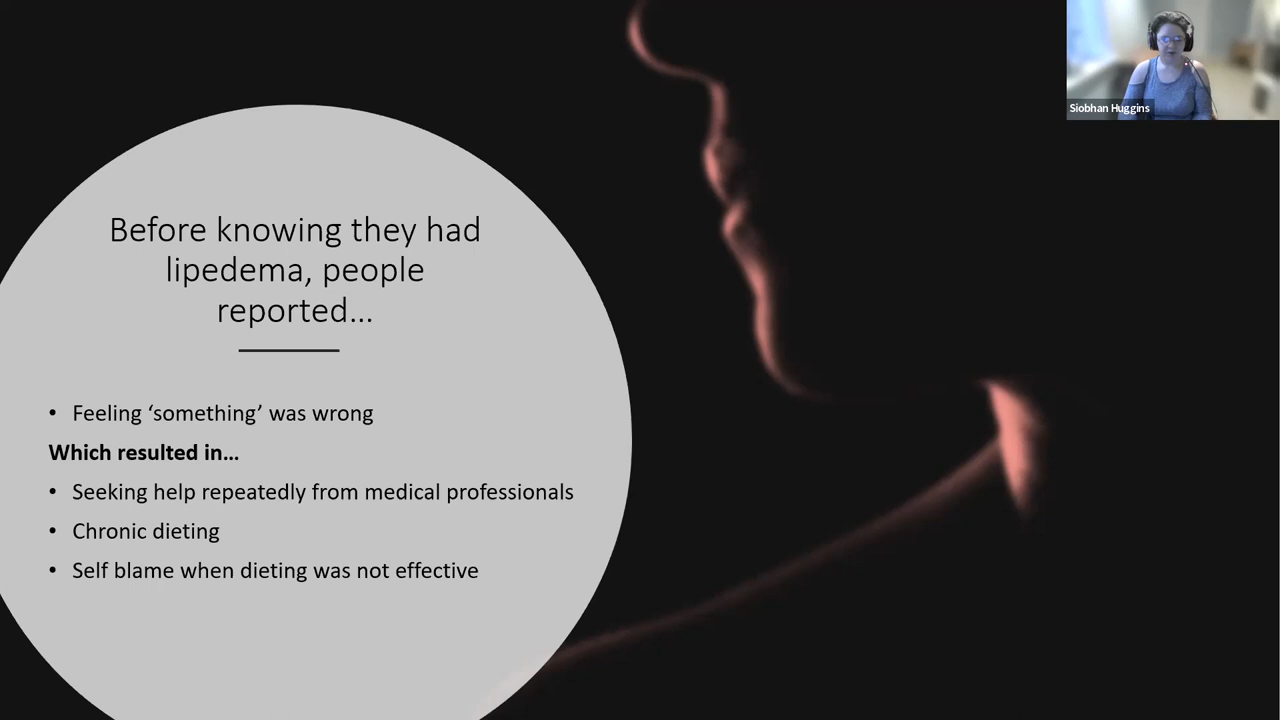 Siobhan Huggins
Before knowing they had
lipedema, people
reported...
• Feeling ‘something’ was wrong
Which resulted in...
• Seeking help repeatedly from medical professionals
• Chronic dieting
• Self blame when dieting was not effective